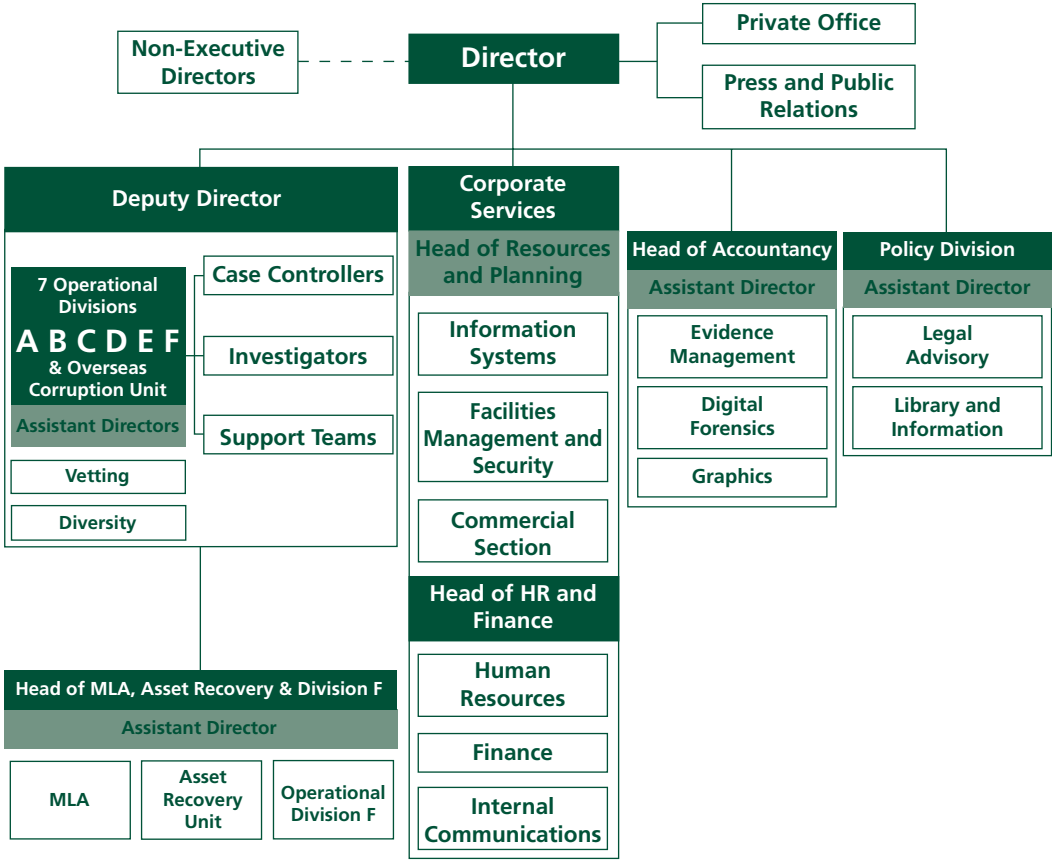 Non-Executive
Directors
Director
Private Office
Press and Public
Relations
Deputy Director
7 Operational
Divisions
A B C D E F
& Overseas
Corruption Unit
Assistant Directors
Case Controllers
Investigators
Support Teams
Vetting
Diversity
Head of MLA, Asset Recovery & Division F
Assistant Director
MLA
Asset
Recovery
Unit
Operational
Division F
Corporate
Services
Head of Resources
and Planning
Information
Systems
Facilities
Management and
Security
Commercial
Section
Head of HR and
Finance
Human
Resources
Finance
Internal
Communications
Head of Accountancy
Assistant Director
Evidence
Management
Digital
Forensics
Graphics
Policy Division
Assistant Director
Legal
Advisory
Library and
Information